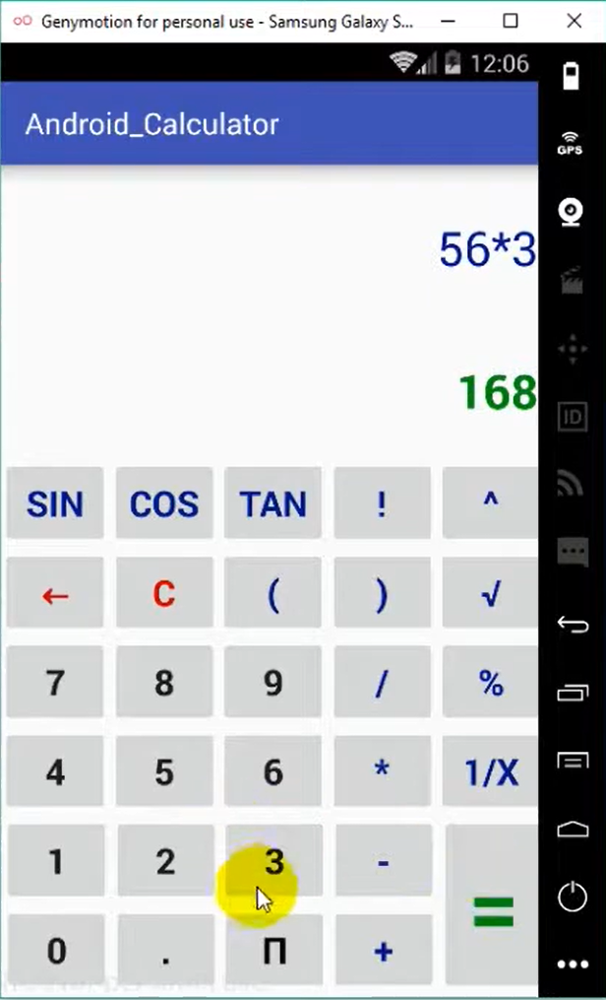 Genymotion for personal use - Samsung Galaxy S...
12:06
GPS
Android_Calculator
56*3
168
ID
SIN COS TAN ! ^
← C ( ) √
7 8 9 / %
4 5 6 * 1/X
1 2 3 -
=
0 . П +